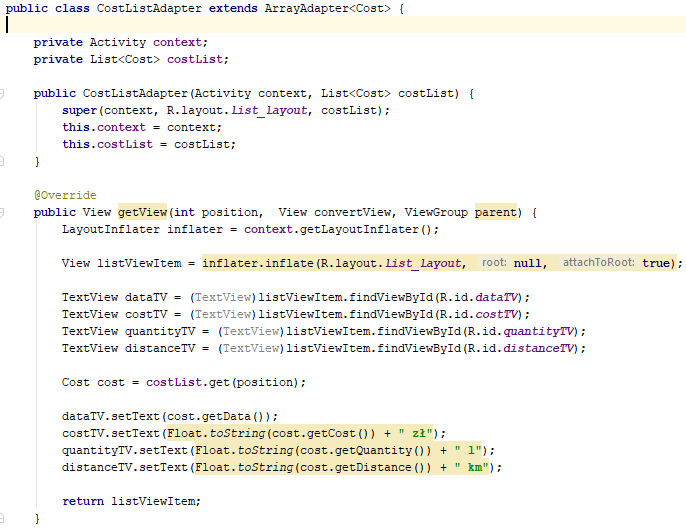 public class CostListAdapter extends ArrayAdapter<Cost> {
private Activity context;
private List<Cost> costList;
public CostListAdapter(Activity context, List<Cost> costList) {
super(context, R.layout.list_layout, costList);
this.context = context;
this.costList = costList;
}
@Override
public View getView(int position,  View convertView, ViewGroup parent) {
LayoutInflater inflater = context.getLayoutInflater();
View listViewItem = inflater.inflate(R.layout.list_layout, root: null, attachToRoot: true);
TextView dataTV = (TextView)listViewItem.findViewById(R.id.dataTV);
TextView costTV = (TextView)listViewItem.findViewById(R.id.costTV);
TextView quantityTV = (TextView)listViewItem.findViewById(R.id.quantityTV);
TextView distanceTV = (TextView)listViewItem.findViewById(R.id.distanceTV);
Cost cost = costList.get(position);
dataTV.setText(cost.getData());
costTV.setText(Float.toString(cost.getCost()) + " zł");
quantityTV.setText(Float.toString(cost.getQuantity()) + " l");
distanceTV.setText(Float.toString(cost.getDistance()) + " km");
return listViewItem;
}